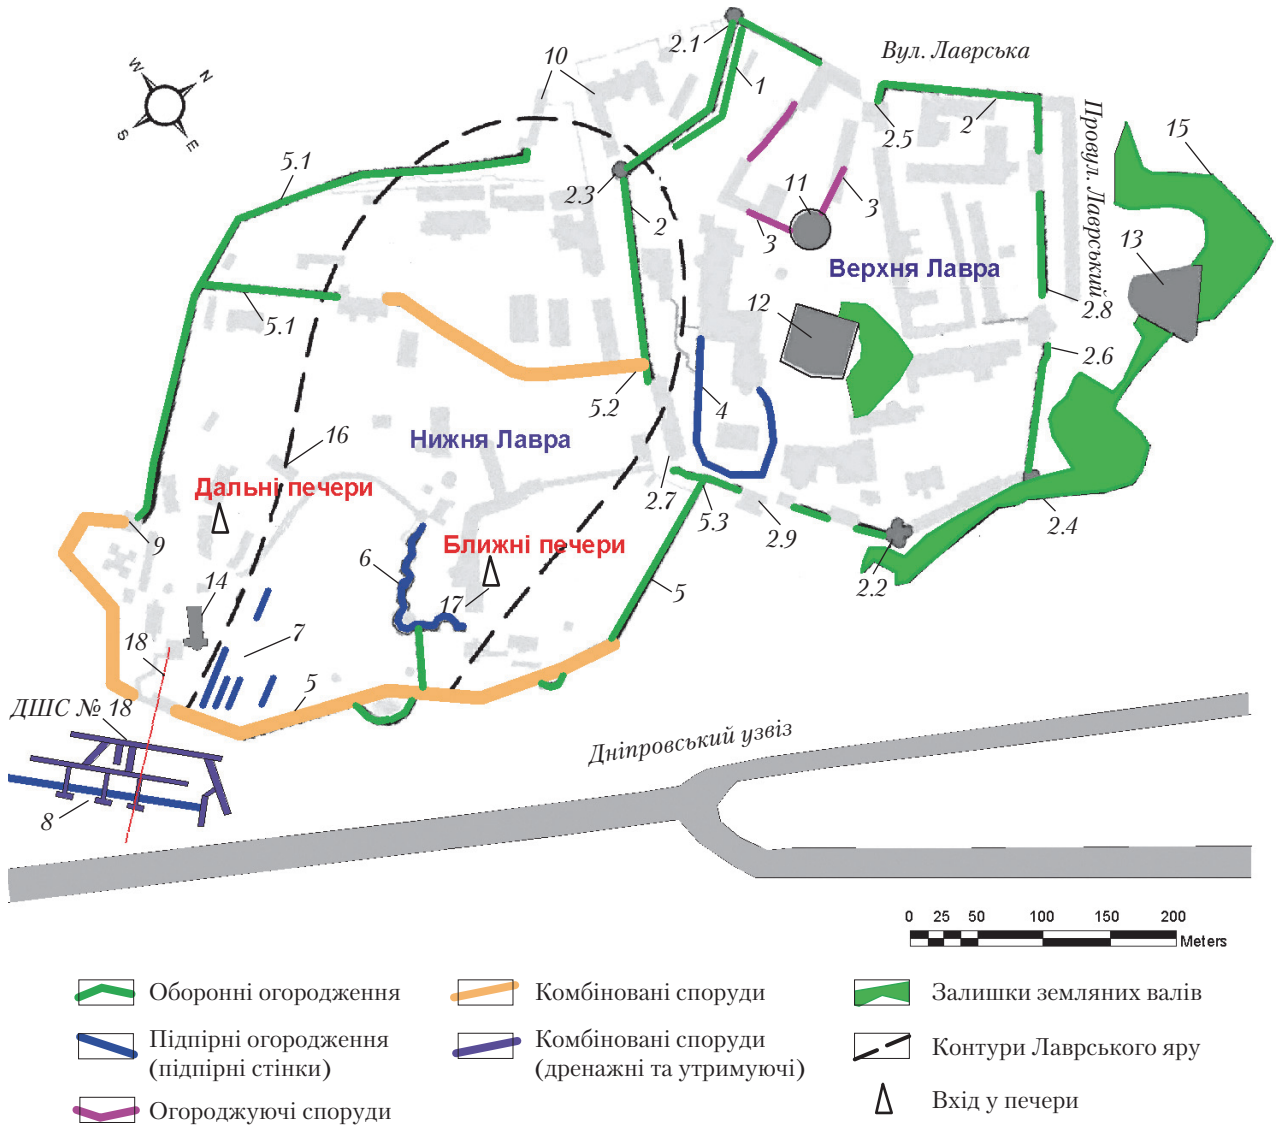 W
N
S
E
10
2.1
1
Вул. Лаврська
2.5
2
Провул. Лаврський
15
5.1
2.3
2
11
3
3
Верхня Лавра
13
5.1
12
2.8
2.6
5.2
4
16
Нижня Лавра
Дальні печери
2.7
5.3
2.9
2.4
9
6
Ближні печери
2.2
14
17
5
18
7
5
ДШС № 18
8
Дніпровський узвіз
0 25 50 100 150 200
Meters
Оборонні огородження
Комбіновані споруди
Залишки земляних валів
Підпірні огородження
(підпірні стінки)
Комбіновані споруди
(дренажні та утримуючі)
Контури Лаврського яру
Огороджуючі споруди
Вхід у печери